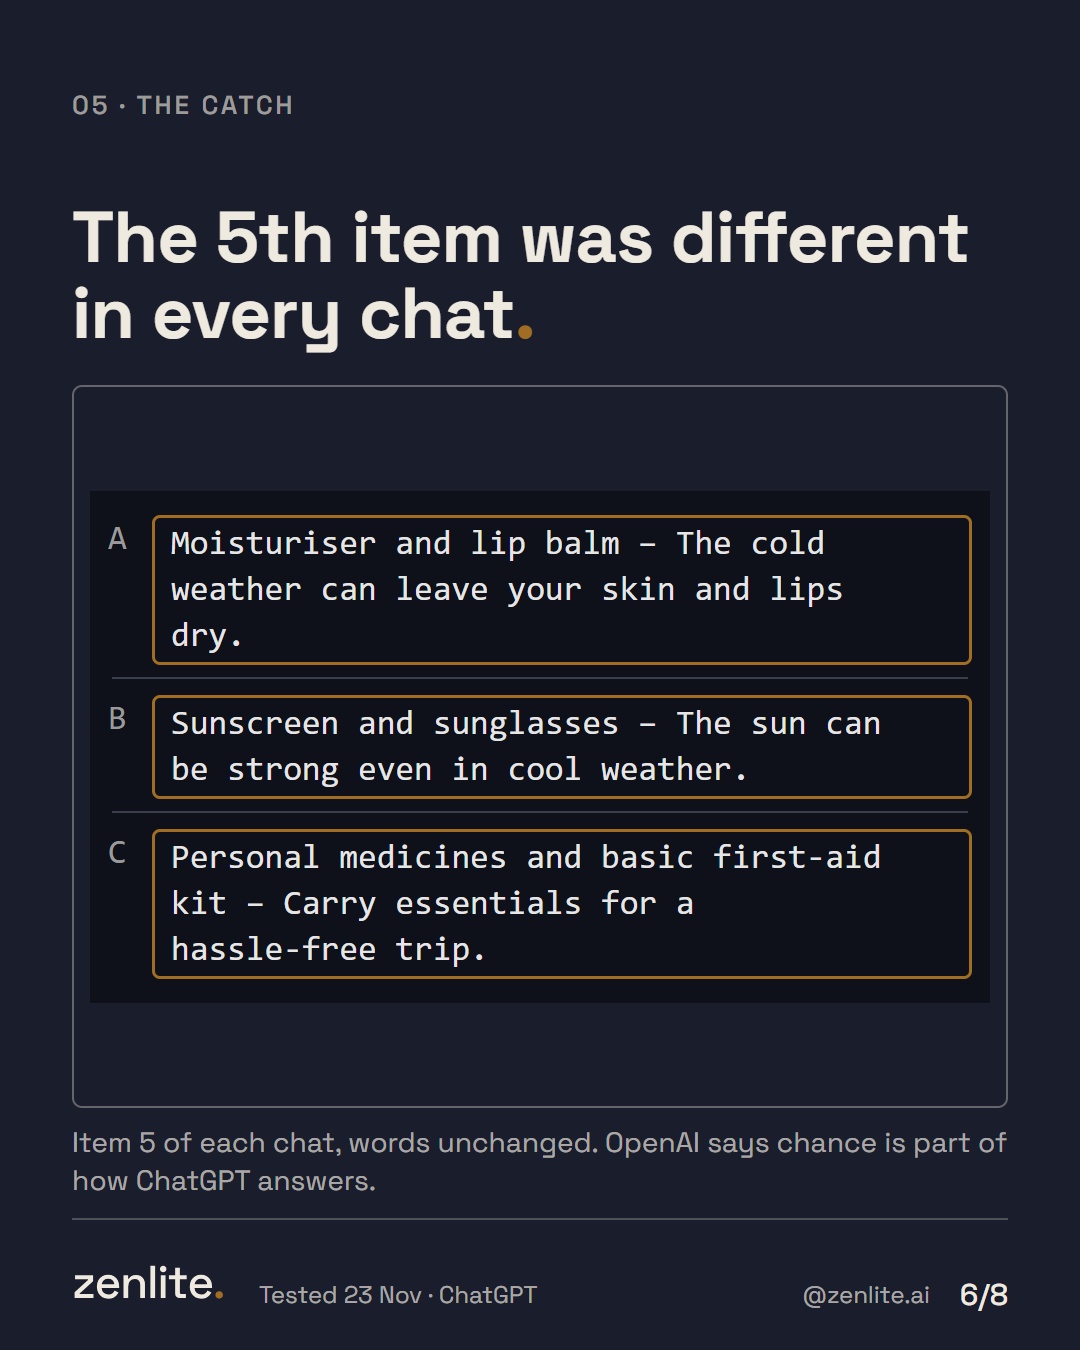 05 · THE CATCH
The 5th item was different
in every chat.
A
Moisturiser and lip balm – The cold
weather can leave your skin and lips
dry.
B
Sunscreen and sunglasses – The sun can
be strong even in cool weather.
C
Personal medicines and basic first-aid
kit – Carry essentials for a
hassle-free trip.
Item 5 of each chat, words unchanged. OpenAI says chance is part of
how ChatGPT answers.
zenlite. Tested 23 Nov · ChatGPT @zenlite.ai 6/8